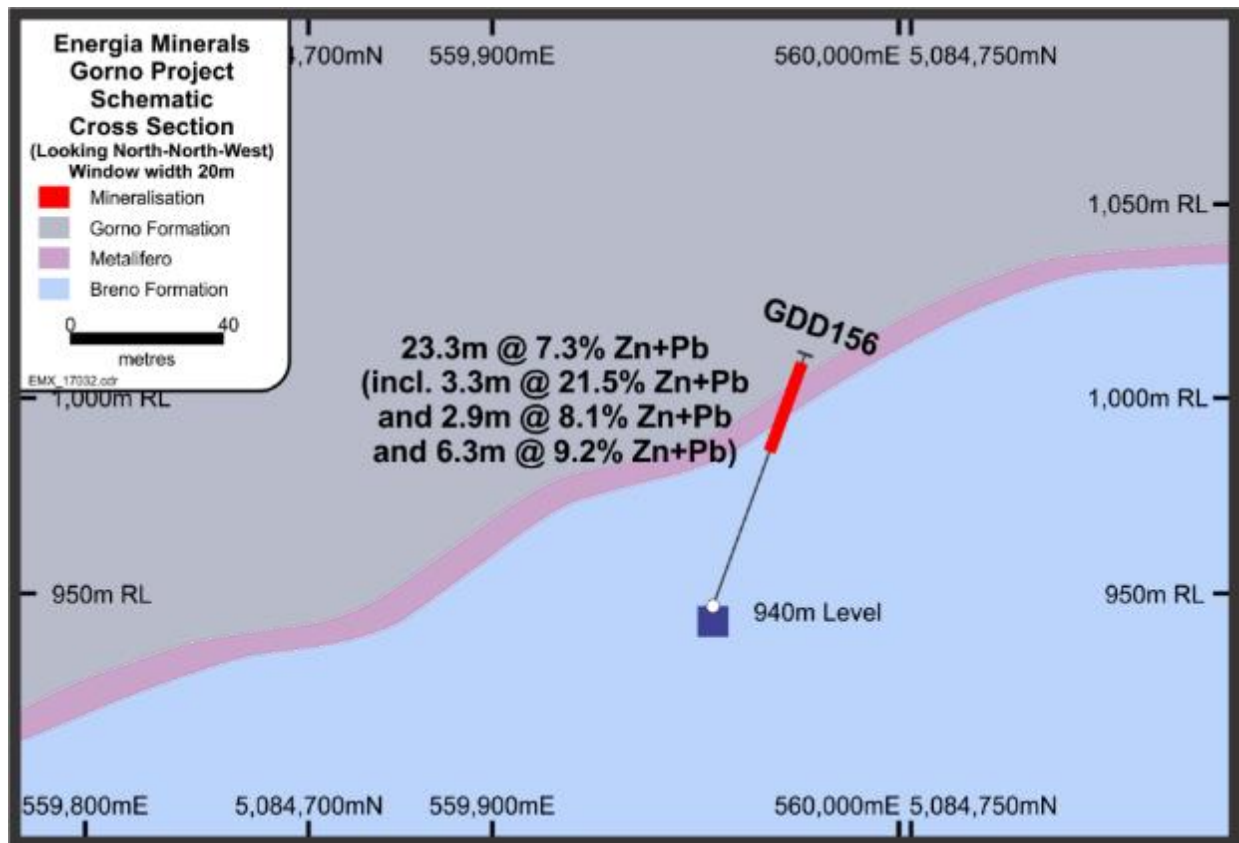 Energia Minerals
Gorno Project
Schematic
Cross Section
(Looking North-North-West)
Window width 20m
Mineralisation
Gorno Formation
Metalifero
Breno Formation
0 40
metres
EMX_17032.cdr
4,700mN 559,900mE 560,000mE 5,084,750mN
1,050m RL
GDD156
23.3m @ 7.3% Zn+Pb
(incl. 3.3m @ 21.5% Zn+Pb
and 2.9m @ 8.1% Zn+Pb
and 6.3m @ 9.2% Zn+Pb)
1,000m RL 1,000m RL
950m RL 950m RL
940m Level
559,800mE 5,084,700mN 559,900mE 560,000mE 5,084,750mN